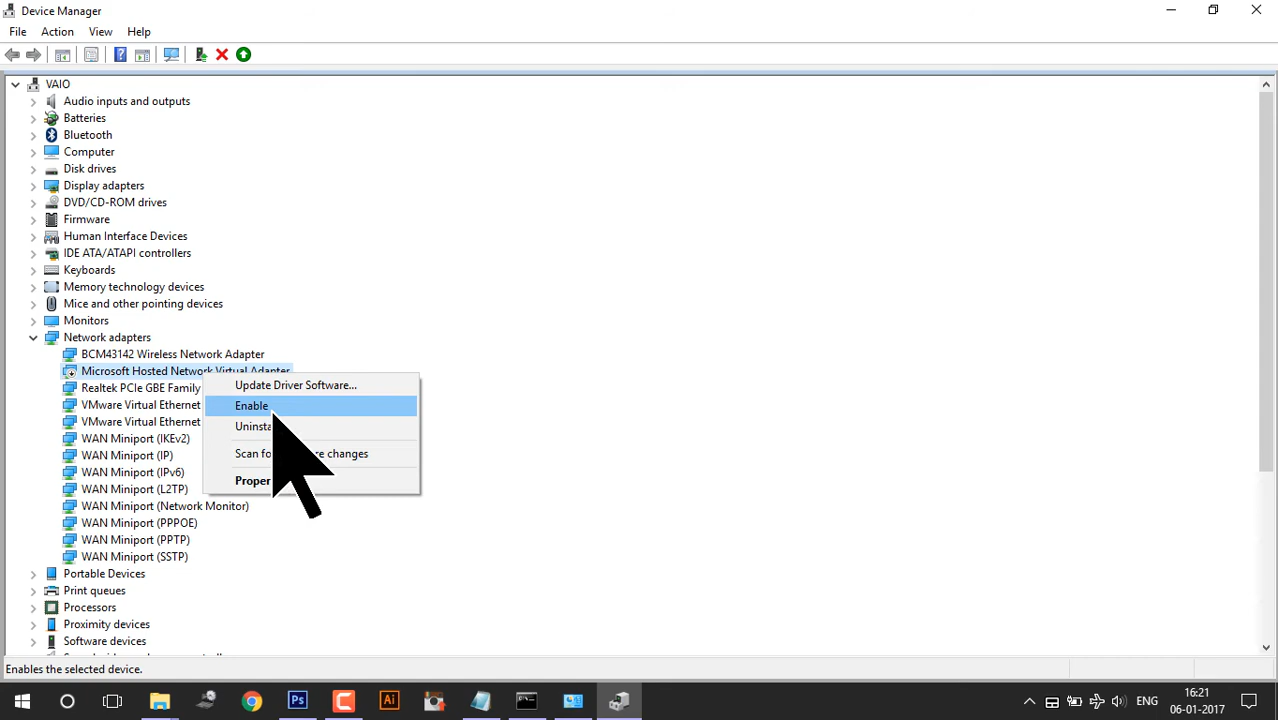 Device Manager
File Action View Help
VAIO
Audio inputs and outputs
Batteries
Bluetooth
Computer
Disk drives
Display adapters
DVD/CD-ROM drives
Firmware
Human Interface Devices
IDE ATA/ATAPI controllers
Keyboards
Memory technology devices
Mice and other pointing devices
Monitors
Network adapters
BCM43142 Wireless Network Adapter
Microsoft Hosted Network Virtual Adapter
Realtek PCIe GBE Family
VMware Virtual Ethernet
VMware Virtual Ethernet
WAN Miniport (IKEv2)
WAN Miniport (IP)
WAN Miniport (IPv6)
WAN Miniport (L2TP)
WAN Miniport (Network Monitor)
WAN Miniport (PPPOE)
WAN Miniport (PPTP)
WAN Miniport (SSTP)
Portable Devices
Print queues
Processors
Proximity devices
Software devices
Update Driver Software...
Enable
Scan changes
Enables the selected device.
Ps Ai ENG 16:21
06-01-2017